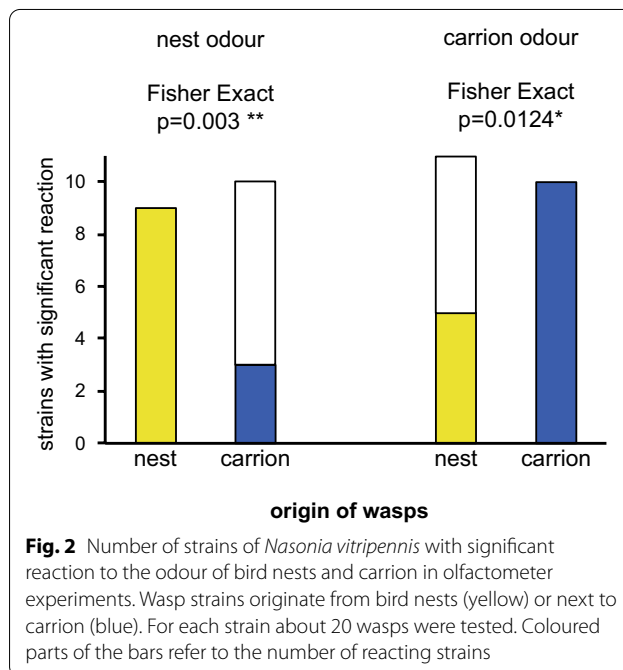 nest odour
carrion odour
Fisher Exact
p=0.003 **
Fisher Exact
p=0.0124*
strains with significant reaction
10
8
6
4
2
0
nest
carrion
nest
carrion
origin of wasps
Fig. 2 Number of strains of Nasonia vitripennis with significant
reaction to the odour of bird nests and carrion in olfactometer
experiments. Wasp strains originate from bird nests (yellow) or next to
carrion (blue). For each strain about 20 wasps were tested. Coloured
parts of the bars refer to the number of reacting strains